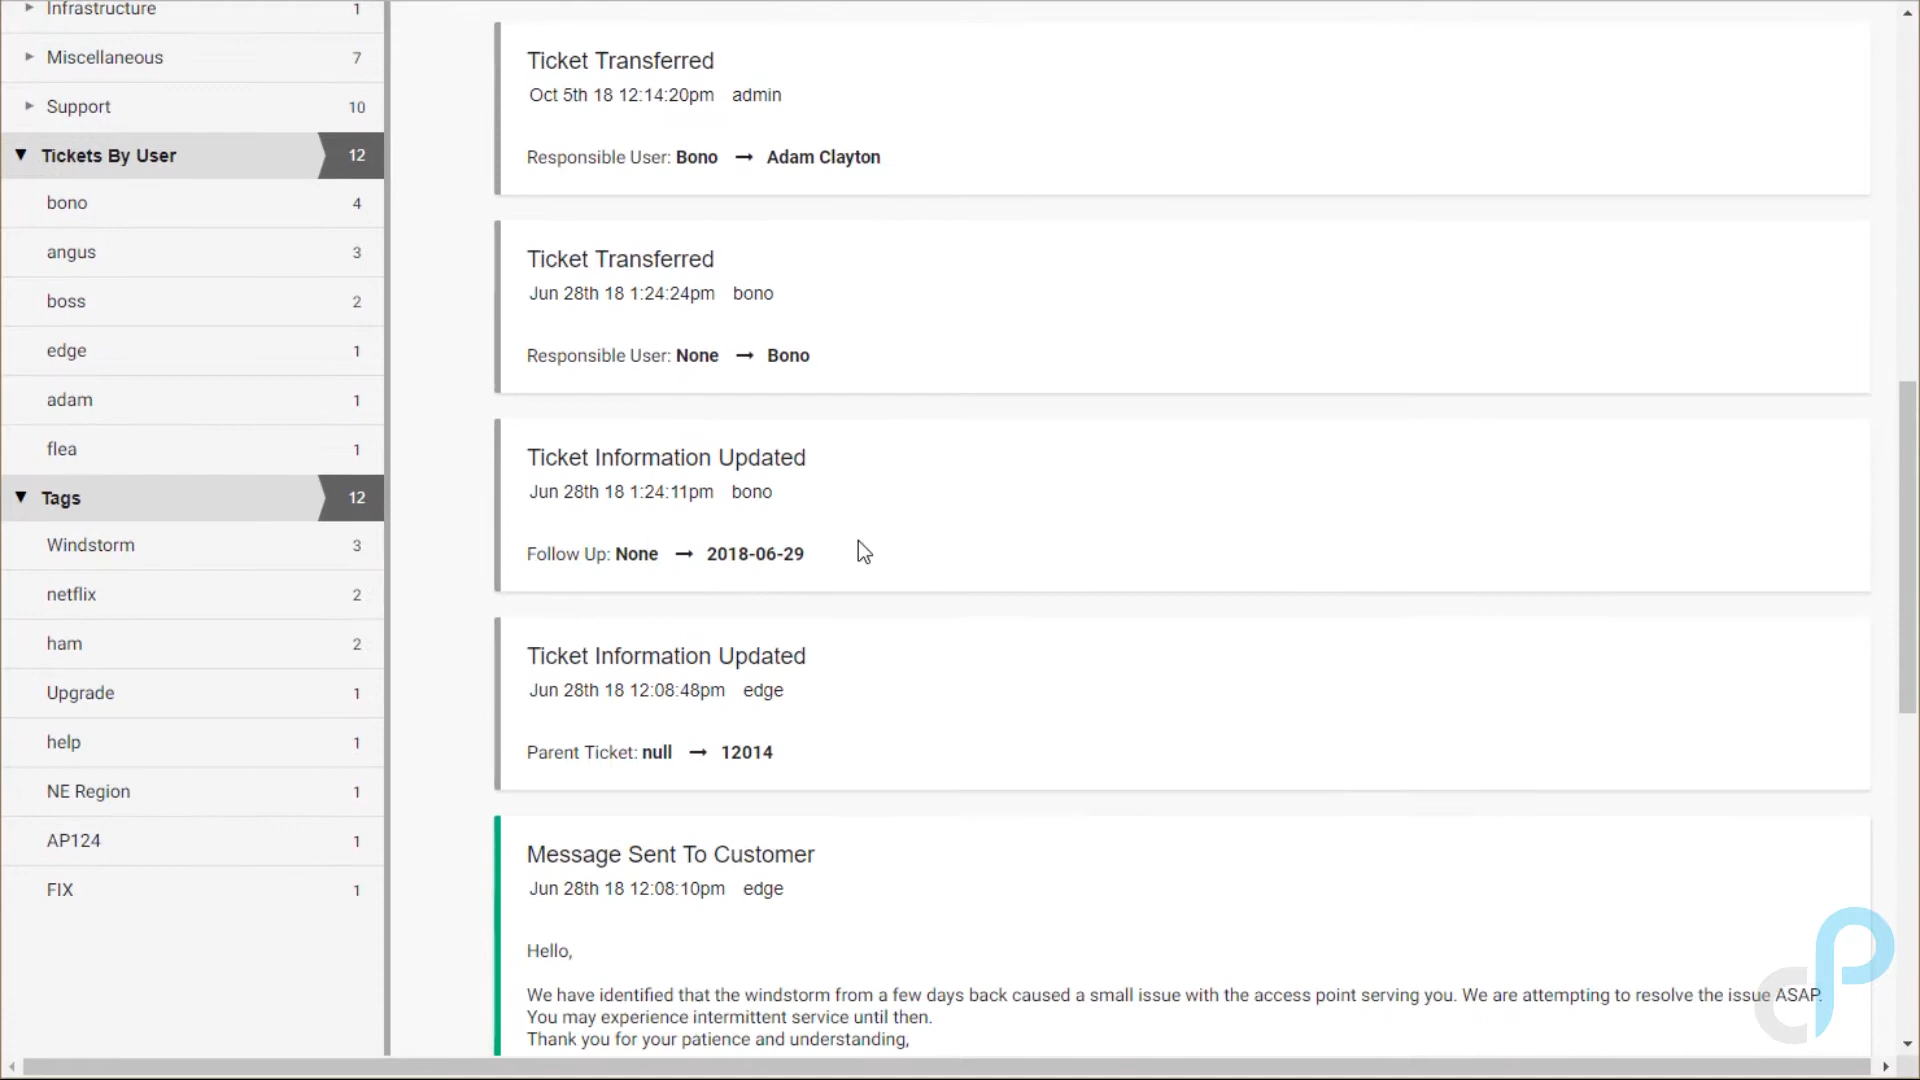 Infrastructure 1
Miscellaneous 7
Support 10
Tickets By User 12
bono 4
angus 3
boss 2
edge 1
adam 1
flea 1
Tags 12
Windstorm 3
netflix 2
ham 2
Upgrade 1
help 1
NE Region 1
AP124 1
FIX 1
Ticket Transferred
Oct 5th 18 12:14:20pm admin
Responsible User: Bono → Adam Clayton
Ticket Transferred
Jun 28th 18 1:24:24pm bono
Responsible User: None → Bono
Ticket Information Updated
Jun 28th 18 1:24:11pm bono
Follow Up: None → 2018-06-29
Ticket Information Updated
Jun 28th 18 12:08:48pm edge
Parent Ticket: null → 12014
Message Sent To Customer
Jun 28th 18 12:08:10pm edge
Hello,
We have identified that the windstorm from a few days back caused a small issue with the access point serving you. We are attempting to resolve the issue ASAP.
You may experience intermittent service until then.
Thank you for your patience and understanding,
CP